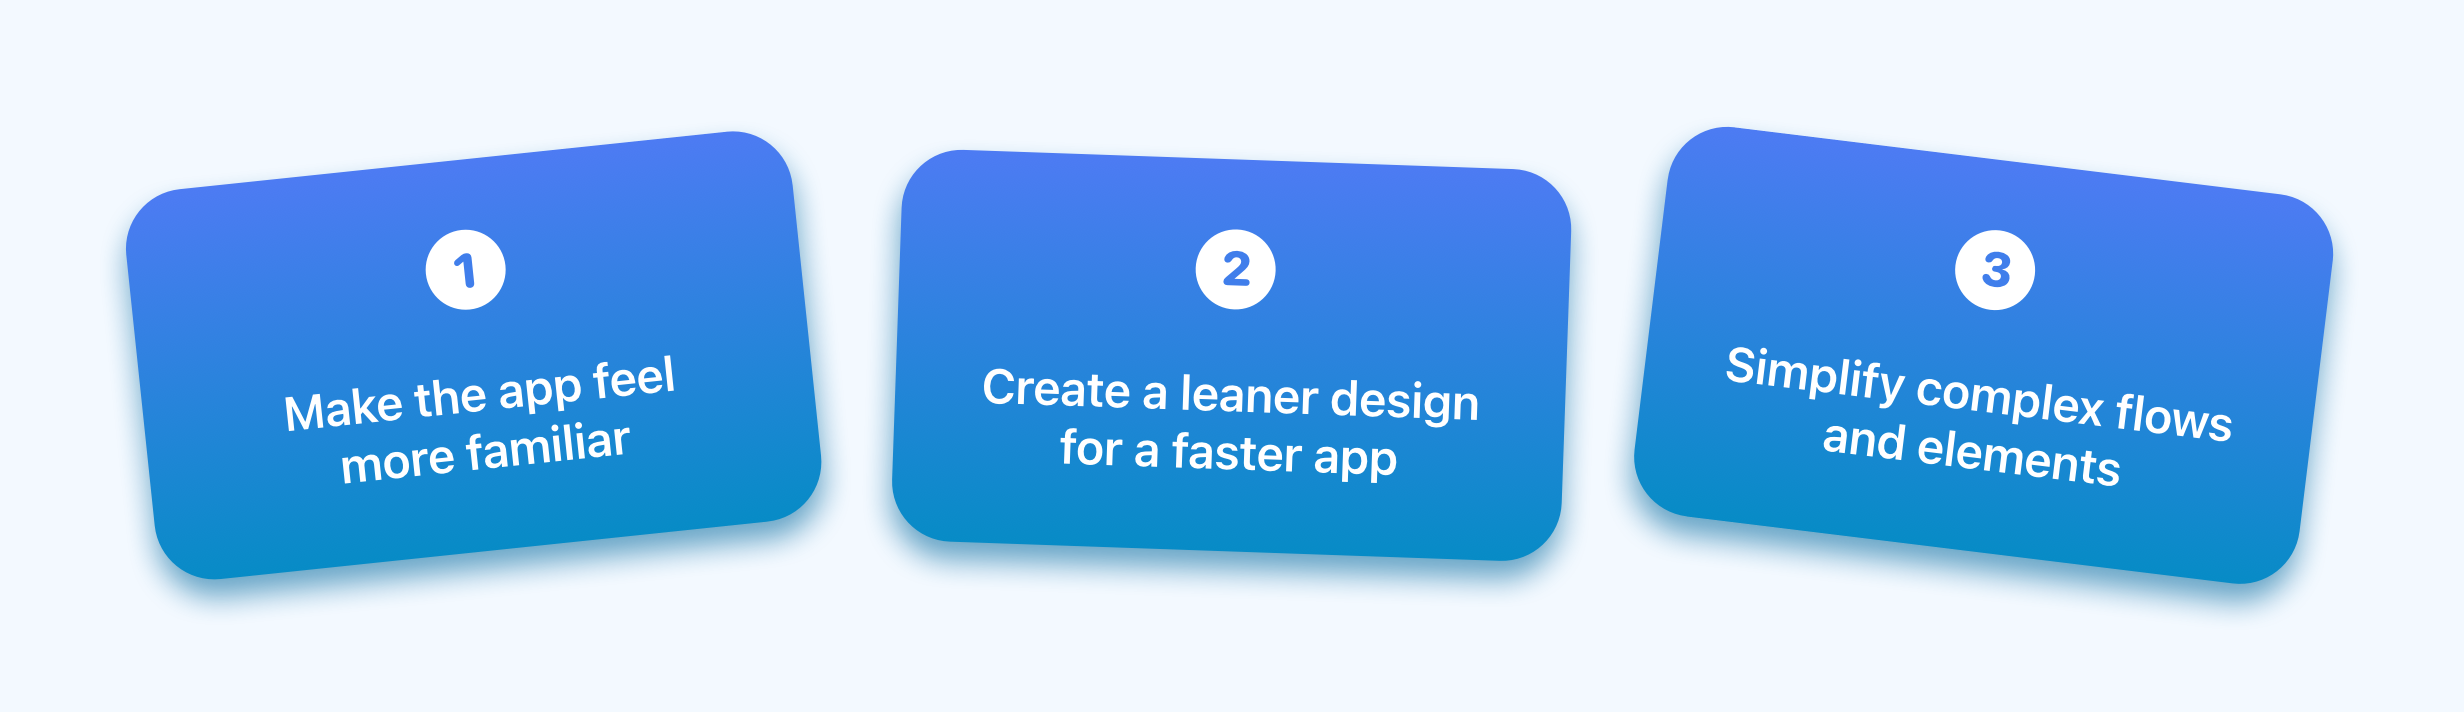 1
Make the app feel
more familiar
2
Create a leaner design
for a faster app
3
Simplify complex flows
and elements